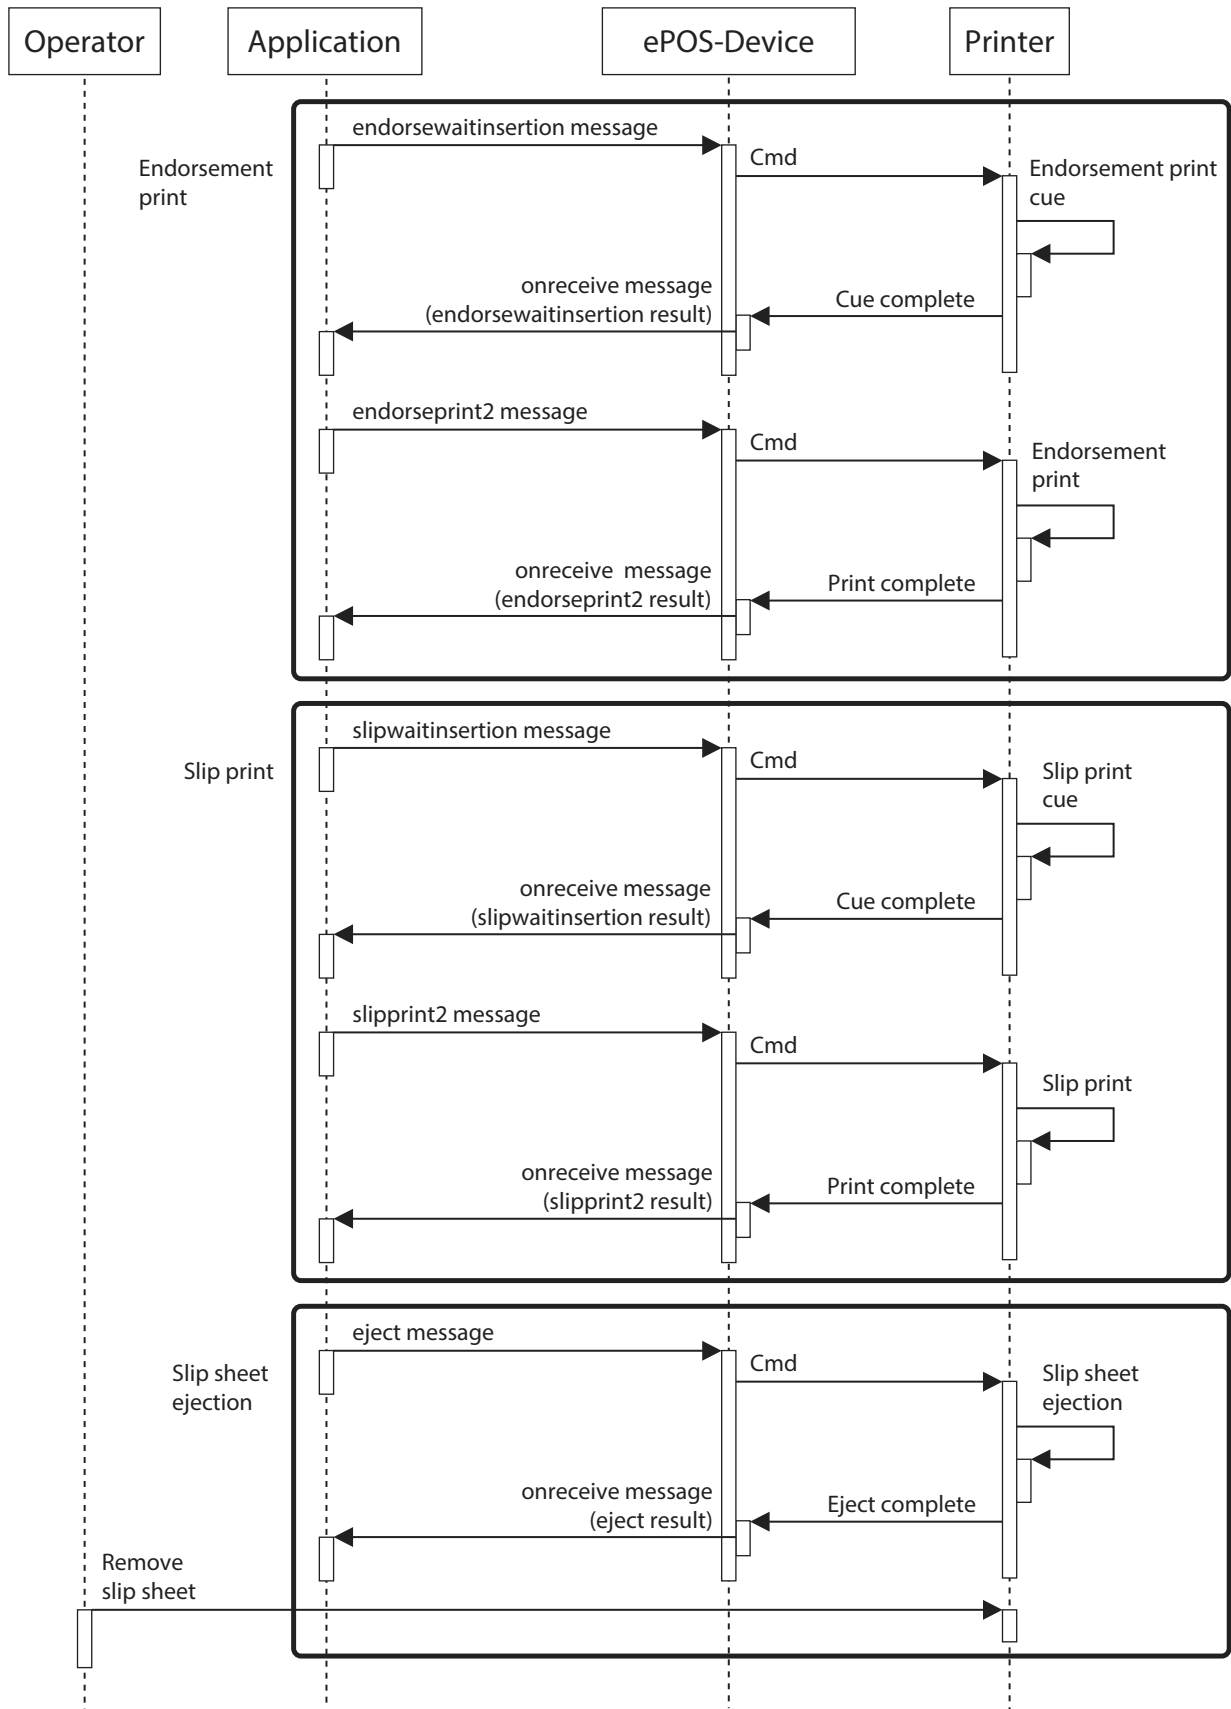 Operator
Application
ePOS-Device
Printer
endorsewaitinsertion message
Cmd
Endorsement
print
Endorsement print
cue
onreceive message
(endorsewaitinsertion result)
Cue complete
endorseprint2 message
Cmd
Endorsement
print
onreceive  message
(endorseprint2 result)
Print complete
slipwaitinsertion message
Cmd
Slip print
Slip print
cue
onreceive message
(slipwaitinsertion result)
Cue complete
slipprint2 message
Cmd
Slip print
onreceive message
(slipprint2 result)
Print complete
eject message
Cmd
Slip sheet
ejection
Slip sheet
ejection
onreceive message
(eject result)
Eject complete
Remove
slip sheet